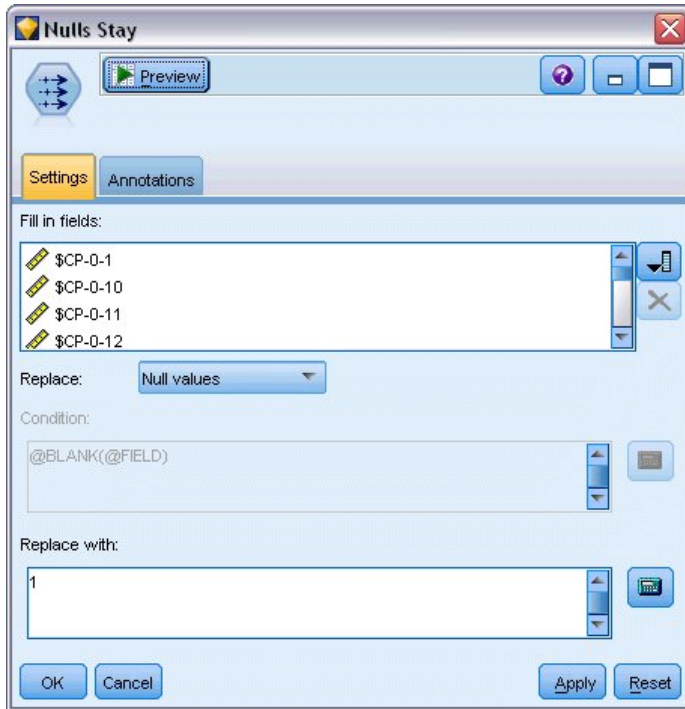 Nulls Stay
Preview
Settings Annotations
Fill in fields:
$CP-0-1
$CP-0-10
$CP-0-11
$CP-0-12
Replace: Null values
Condition:
@BLANK(@FIELD)
Replace with:
1
OK Cancel Apply Reset